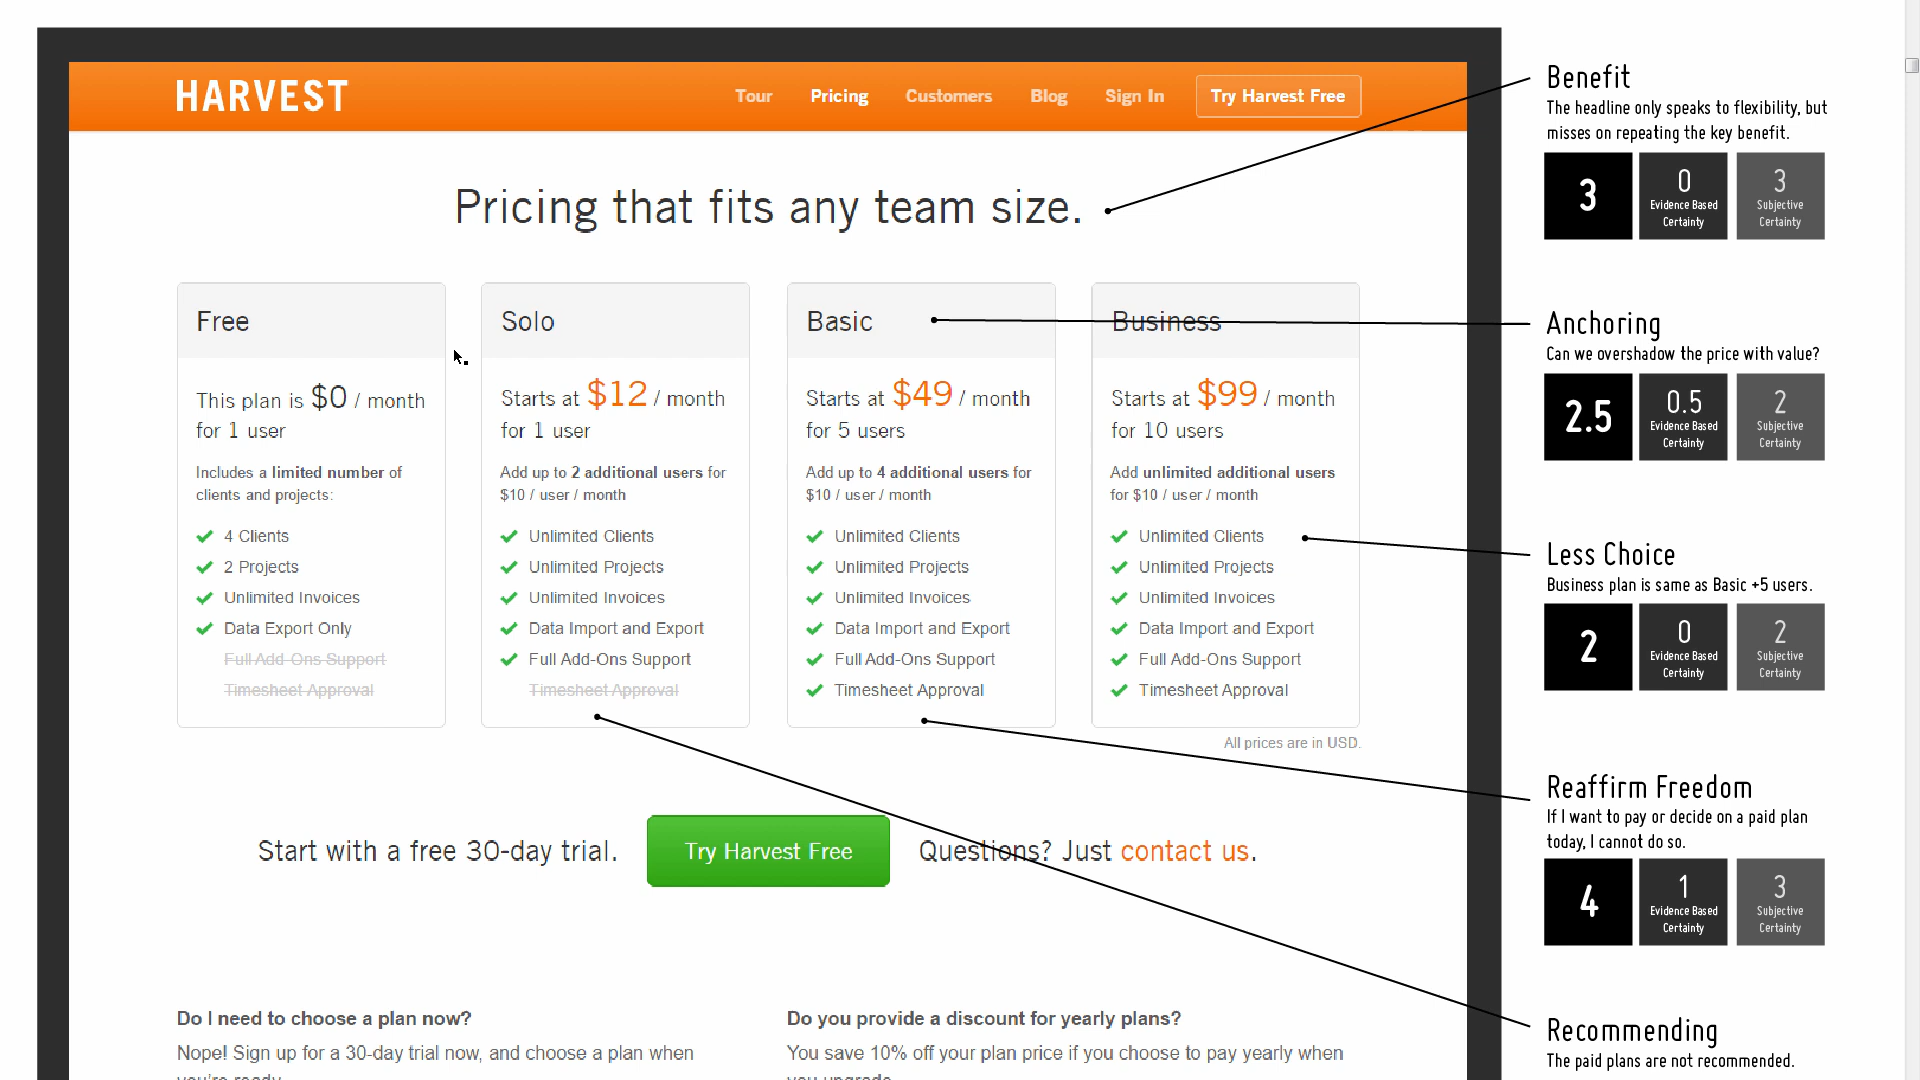 HARVEST
Tour Pricing Customers Blog Sign In Try Harvest Free
Pricing that fits any team size.
Free
This plan is $0 / month
for 1 user
Includes a limited number of
clients and projects:
4 Clients
2 Projects
Unlimited Invoices
Data Export Only
Full Add-Ons Support
Timesheet Approval
Solo
Starts at $12 / month
for 1 user
Add up to 2 additional users for
$10 / user / month
Unlimited Clients
Unlimited Projects
Unlimited Invoices
Data Import and Export
Full Add-Ons Support
Timesheet Approval
Basic
Starts at $49 / month
for 5 users
Add up to 4 additional users for
$10 / user / month
Unlimited Clients
Unlimited Projects
Unlimited Invoices
Data Import and Export
Full Add-Ons Support
Timesheet Approval
Business
Starts at $99 / month
for 10 users
Add unlimited additional users
for $10 / user / month
Unlimited Clients
Unlimited Projects
Unlimited Invoices
Data Import and Export
Full Add-Ons Support
Timesheet Approval
All prices are in USD.
Start with a free 30-day trial. Try Harvest Free Questions? Just contact us.
Do I need to choose a plan now?
Nope! Sign up for a 30-day trial now, and choose a plan when
you're ready.
Do you provide a discount for yearly plans?
You save 10% off your plan price if you choose to pay yearly when
you upgrade.
Benefit
The headline only speaks to flexibility, but
misses on repeating the key benefit.
3
0
Evidence Based
Certainty
3
Subjective
Certainty
Anchoring
Can we overshadow the price with value?
2.5
0.5
Evidence Based
Certainty
2
Subjective
Certainty
Less Choice
Business plan is same as Basic +5 users.
2
0
Evidence Based
Certainty
2
Subjective
Certainty
Reaffirm Freedom
If I want to pay or decide on a paid plan
today, I cannot do so.
4
1
Evidence Based
Certainty
3
Subjective
Certainty
Recommending
The paid plans are not recommended.